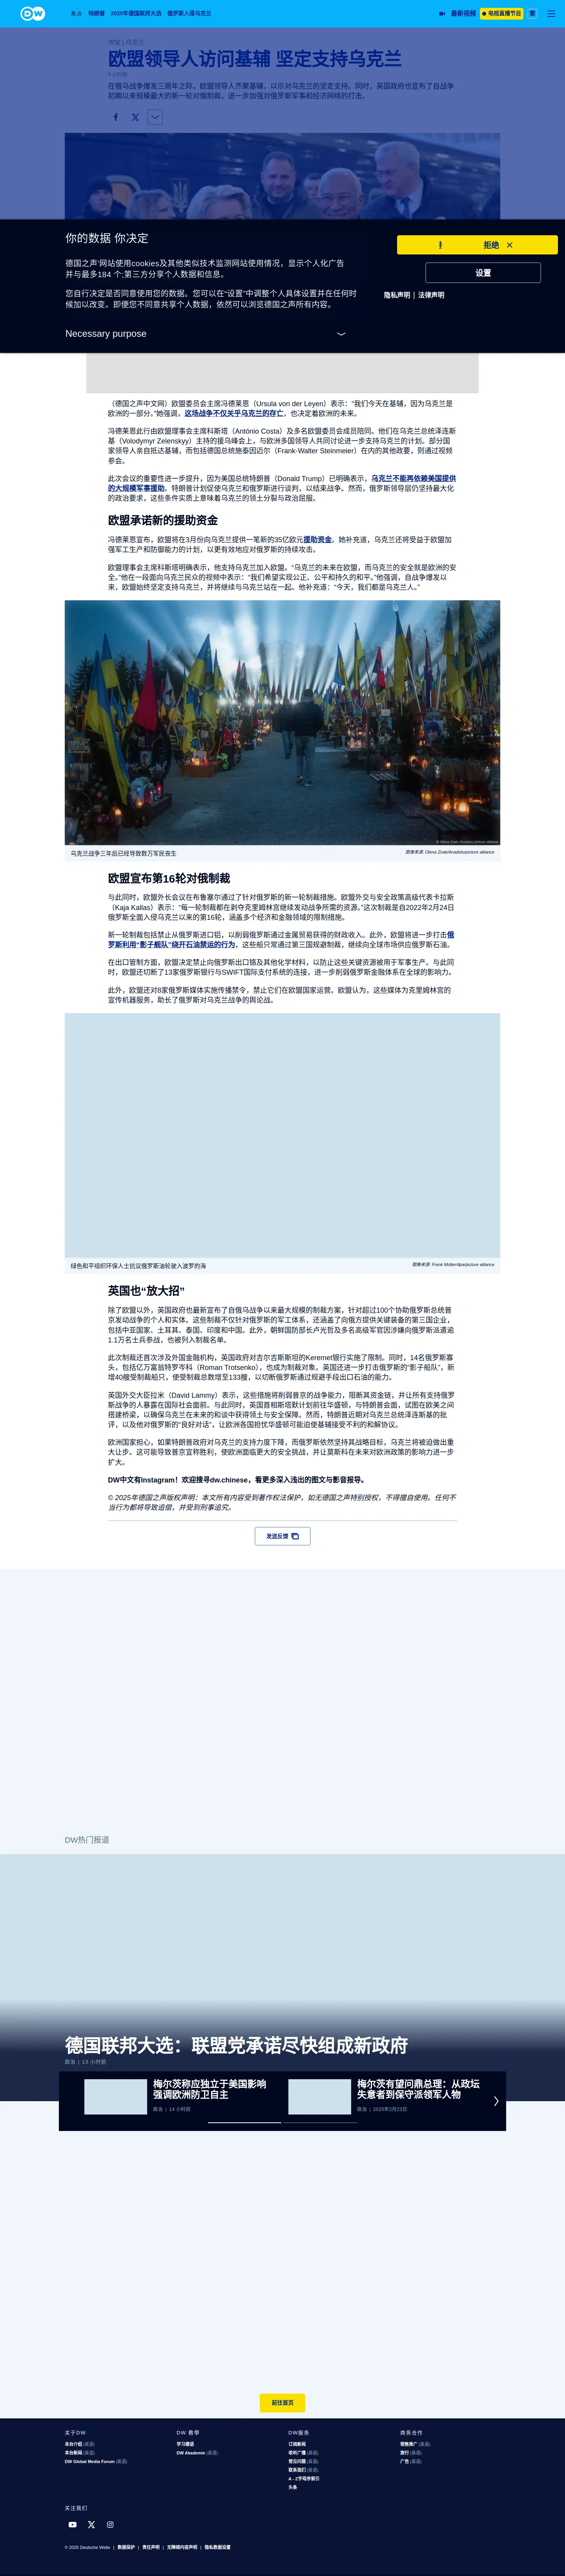 DW
焦点 特朗普 2025年德国联邦大选 俄罗斯入侵乌克兰
最新视频 电视直播节目 繁
冲突 | 乌克兰
欧盟领导人访问基辅 坚定支持乌克兰
4 小时前
在俄乌战争爆发三周年之际，欧盟领导人齐聚基辅，以示对乌克兰的坚定支持。同时，英国政府也宣布了自战争
初期以来规模最大的新一轮对俄制裁，进一步加强对俄罗斯军事和经济网络的打击。
你的数据 你决定
德国之声’网站使用cookies及其他类似技术监测网站使用情况，显示个人化广告
并与最多184 个;第三方分享个人数据和信息。
您自行决定是否同意使用您的数据。您可以在“设置”中调整个人具体设置并在任何时
候加以改变。即便您不同意共享个人数据，依然可以浏览德国之声所有内容。
Necessary purpose
拒绝
设置
隐私声明 | 法律声明
（德国之声中文网）欧盟委员会主席冯德莱恩（Ursula von der Leyen）表示：“我们今天在基辅，因为乌克兰是
欧洲的一部分。”她强调，这场战争不仅关乎乌克兰的存亡，也决定着欧洲的未来。
冯德莱恩此行由欧盟理事会主席科斯塔（António Costa）及多名欧盟委员会成员陪同。他们在乌克兰总统泽连斯
基（Volodymyr Zelenskyy）主持的援乌峰会上，与欧洲多国领导人共同讨论进一步支持乌克兰的计划。部分国
家领导人亲自抵达基辅，而包括德国总统施泰因迈尔（Frank-Walter Steinmeier）在内的其他政要，则通过视频
参会。
此次会议的重要性进一步提升，因为美国总统特朗普（Donald Trump）已明确表示，乌克兰不能再依赖美国提供
的大规模军事援助。特朗普计划促使乌克兰和俄罗斯进行谈判，以结束战争。然而，俄罗斯领导层仍坚持最大化
的政治要求，这些条件实质上意味着乌克兰的领土分裂与政治屈服。
欧盟承诺新的援助资金
冯德莱恩宣布，欧盟将在3月份向乌克兰提供一笔新的35亿欧元援助资金。她补充道，乌克兰还将受益于欧盟加
强军工生产和防御能力的计划，以更有效地应对俄罗斯的持续攻击。
欧盟理事会主席科斯塔明确表示，他支持乌克兰加入欧盟。“乌克兰的未来在欧盟，而乌克兰的安全就是欧洲的安
全。”他在一段面向乌克兰民众的视频中表示：“我们希望实现公正、公平和持久的和平。”他强调，自战争爆发以
来，欧盟始终坚定支持乌克兰，并将继续与乌克兰站在一起。他补充道：“今天，我们都是乌克兰人。”
© Olena Znak/Anadolu/picture alliance
乌克兰战争三年后已经导致数万军民丧生
图像来源: Olena Znak/Anadolu/picture alliance
欧盟宣布第16轮对俄制裁
与此同时，欧盟外长会议在布鲁塞尔通过了针对俄罗斯的新一轮制裁措施。欧盟外交与安全政策高级代表卡拉斯
（Kaja Kallas）表示：“每一轮制裁都在剥夺克里姆林宫继续发动战争所需的资源。”这次制裁是自2022年2月24日
俄罗斯全面入侵乌克兰以来的第16轮，涵盖多个经济和金融领域的限制措施。
新一轮制裁包括禁止从俄罗斯进口铝，以削弱俄罗斯通过金属贸易获得的财政收入。此外，欧盟将进一步打击俄
罗斯利用“影子舰队”绕开石油禁运的行为，这些船只常通过第三国规避制裁，继续向全球市场供应俄罗斯石油。
在出口管制方面，欧盟决定禁止向俄罗斯出口铬及其他化学材料，以防止这些关键资源被用于军事生产。与此同
时，欧盟还切断了13家俄罗斯银行与SWIFT国际支付系统的连接，进一步削弱俄罗斯金融体系在全球的影响力。
此外，欧盟还对8家俄罗斯媒体实施传播禁令，禁止它们在欧盟国家运营。欧盟认为，这些媒体为克里姆林宫的
宣传机器服务，助长了俄罗斯对乌克兰战争的舆论战。
绿色和平组织环保人士抗议俄罗斯油轮驶入波罗的海
图像来源: Frank Molter/dpa/picture alliance
英国也“放大招”
除了欧盟以外，英国政府也最新宣布了自俄乌战争以来最大规模的制裁方案，针对超过100个协助俄罗斯总统普
京发动战争的个人和实体。这些制裁不仅针对俄罗斯的军工体系，还涵盖了向俄方提供关键装备的第三国企业，
包括中亚国家、土耳其、泰国、印度和中国。此外，朝鲜国防部长卢光哲及多名高级军官因涉嫌向俄罗斯派遣逾
1.1万名士兵参战，也被列入制裁名单。
此次制裁还首次涉及外国金融机构，英国政府对吉尔吉斯斯坦的Keremet银行实施了限制。同时，14名俄罗斯寡
头，包括亿万富翁特罗岑科（Roman Trotsenko），也成为制裁对象。英国还进一步打击俄罗斯的“影子船队”，新
增40艘受制裁船只，使受制裁总数增至133艘，以切断俄罗斯通过规避手段出口石油的能力。
英国外交大臣拉米（David Lammy）表示，这些措施将削弱普京的战争能力，阻断其资金链，并让所有支持俄罗
斯战争的人暴露在国际社会面前。与此同时，英国首相斯塔默计划前往华盛顿，与特朗普会面，试图在欧美之间
搭建桥梁，以确保乌克兰在未来的和谈中获得领土与安全保障。然而，特朗普近期对乌克兰总统泽连斯基的批
评，以及他对俄罗斯的“良好对话”，让欧洲各国担忧华盛顿可能迫使基辅接受不利的和解协议。
欧洲国家担心，如果特朗普政府对乌克兰的支持力度下降，而俄罗斯依然坚持其战略目标，乌克兰将被迫做出重
大让步。这可能导致普京宣称胜利，使欧洲面临更大的安全挑战，并让莫斯科在未来对欧洲政策的影响力进一步
扩大。
DW中文有Instagram！欢迎搜寻dw.chinese，看更多深入浅出的图文与影音报导。
© 2025年德国之声版权声明：本文所有内容受到著作权法保护，如无德国之声特别授权，不得擅自使用。任何不
当行为都将导致追偿，并受到刑事追究。
发送反馈
DW热门报道
德国联邦大选：联盟党承诺尽快组成新政府
政治 | 13 小时前
梅尔茨称应独立于美国影响
强调欧洲防卫自主
政治 | 14 小时前
梅尔茨有望问鼎总理：从政坛
失意者到保守派领军人物
政治 | 2025年2月23日
前往首页
关于DW
本台介绍 (英语)
本台新闻 (英语)
DW Global Media Forum (英语)
DW 教學
学习德语
DW Akademie (英语)
DW服务
订阅新闻
收听广播 (英语)
常见问题 (英语)
联系我们 (英语)
A - Z字母序索引
头条
商务合作
销售推广 (英语)
旅行 (英语)
广告 (英语)
关注我们
© 2025 Deutsche Welle | 数据保护 | 责任声明 | 无障碍内容声明 | 隐私数据设置